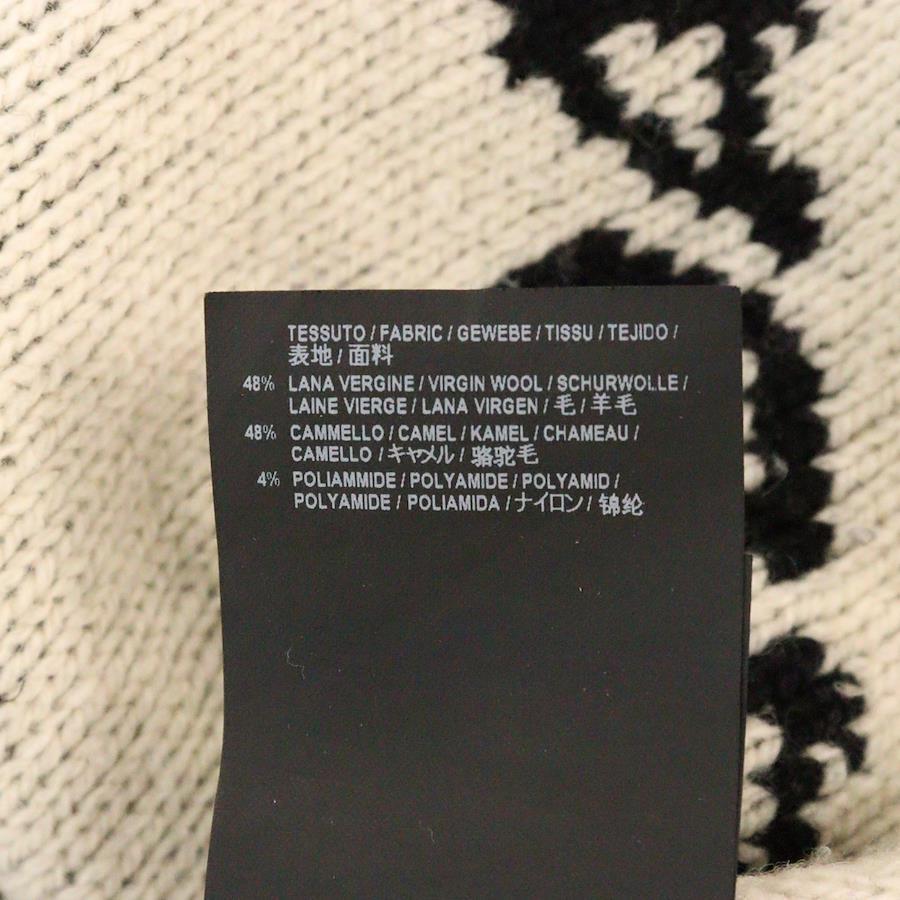 TESSUTO / FABRIC / GEWEBE / TISSU / TEJIDO /
表地 / 面料
48% LANA VERGINE / VIRGIN WOOL / SCHURWOLLE /
LAINE VIERGE / LANA VIRGEN / 毛 / 羊毛
48% CAMMELLO / CAMEL / KAMEL / CHAMEAU /
CAMELLO / キャメル / 骆驼毛
4% POLIAMMIDE / POLYAMIDE / POLYAMID /
POLYAMIDE / POLIAMIDA / ナイロン / 锦纶